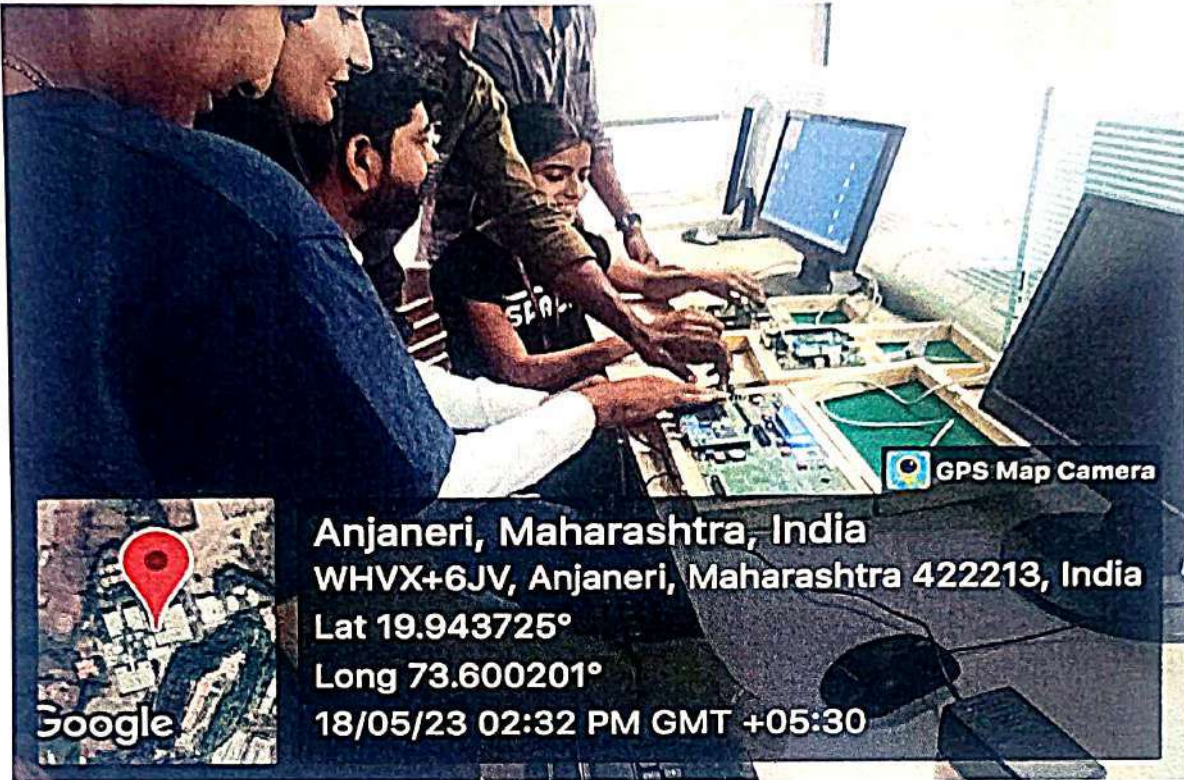 GPS Map Camera
Anjaneri, Maharashtra, India
WHVX+6JV, Anjaneri, Maharashtra 422213, India
Lat 19.943725°
Long 73.600201°
18/05/23 02:32 PM GMT +05:30
Google